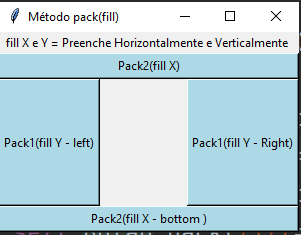 Método pack(fill)
fill X e Y = Preenche Horizontalmente e Verticalmente
Pack2(fill X)
Pack1(fill Y - left)
Pack1(fill Y - Right)
Pack2(fill X - bottom )